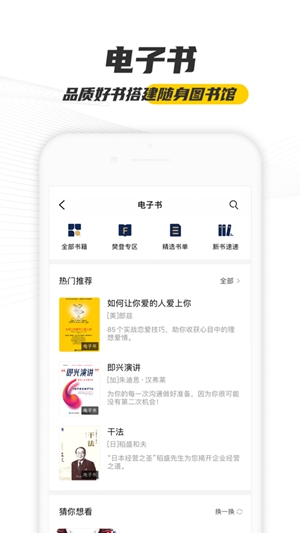 电子书
品质好书搭建随身图书馆
电子书
全部书籍
樊登专区
精选书单
新书速递
热门推荐
全部 >
如何让你爱的人爱上你
[美]郎兹
85个实战恋爱技巧，助你收获心目中的理
想爱情。
电子书
即兴演讲
[加]朱迪思·汉弗莱
为你的每一次沟通做好准备，因为你很可能
没有第二次机会！
即兴演讲
电子书
干法
[日]稻盛和夫
“日本经营之圣”稻盛先生为您揭开企业经营
之道。
干法
电子书
猜你想看
换一换